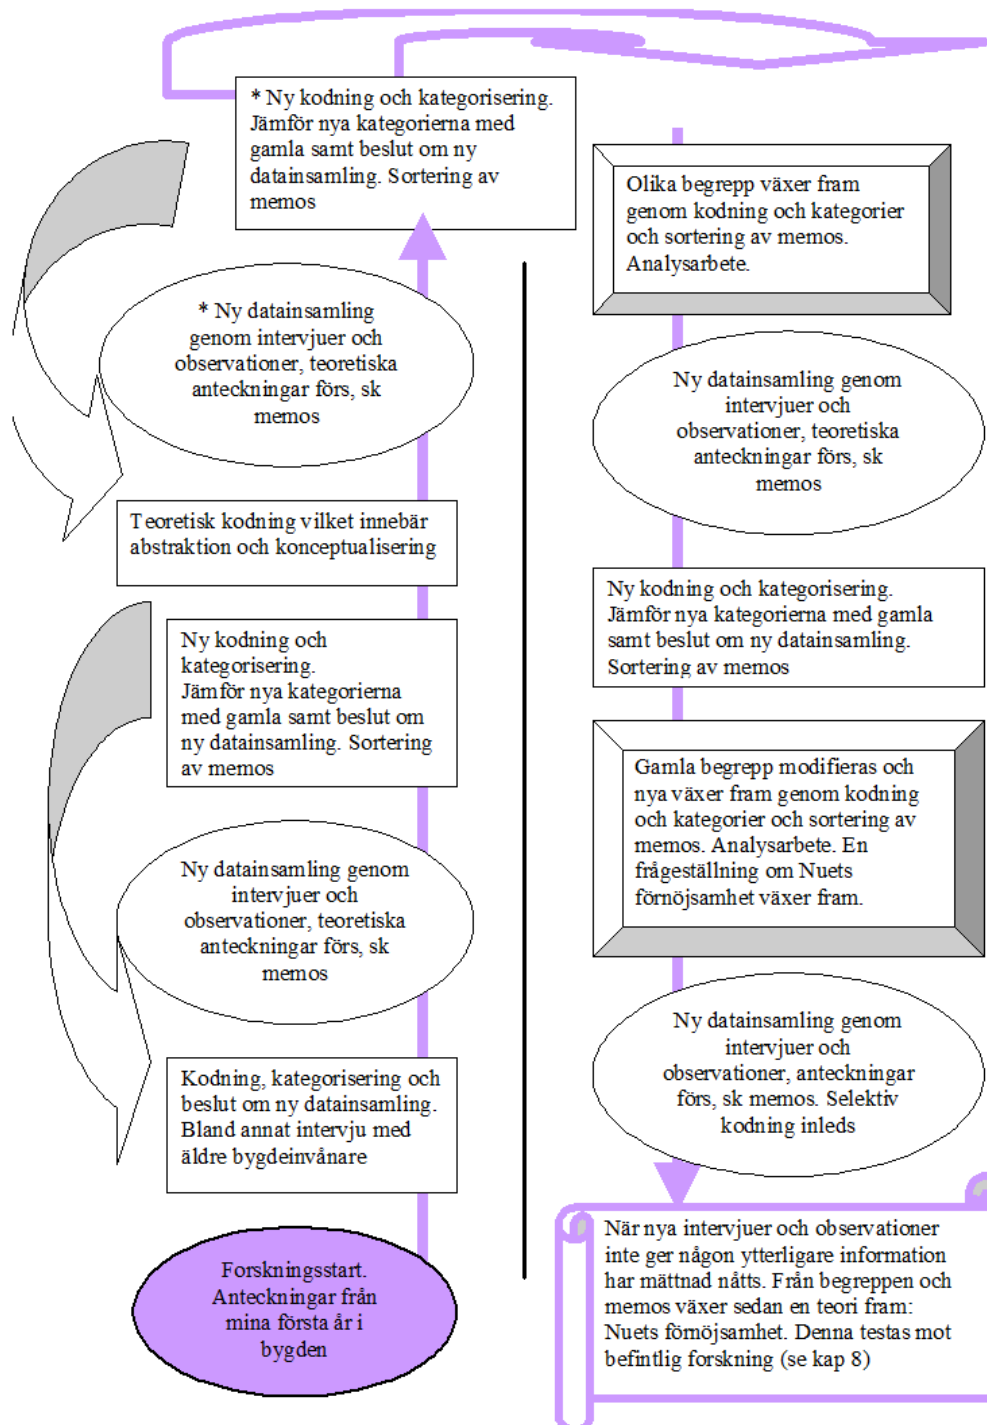 * Ny kodning och kategorisering.
Jämför nya kategorierna med
gamla samt beslut om ny
datainsamling. Sortering av
memos
* Ny datainsamling
genom intervjuer och
observationer, teoretiska
anteckningar förs, sk
memos
Teoretisk kodning vilket innebär
abstraktion och konceptualisering
Ny kodning och
kategorisering.
Jämför nya kategorierna
med gamla samt beslut om
ny datainsamling. Sortering
av memos
Ny datainsamling genom
intervjuer och
observationer, teoretiska
anteckningar förs, sk
memos
Kodning, kategorisering och
beslut om ny datainsamling.
Bland annat intervju med
äldre bygdeinvånare
Forskningsstart.
Anteckningar från
mina första år i
bygden
Olika begrepp växer fram
genom kodning och kategorier
och sortering av memos.
Analysarbete.
Ny datainsamling genom
intervjuer och
observationer, teoretiska
anteckningar förs, sk
memos
Ny kodning och kategorisering.
Jämför nya kategorierna med gamla
samt beslut om ny datainsamling.
Sortering av memos
Gamla begrepp modifieras och
nya växer fram genom kodning
och kategorier och sortering av
memos. Analysarbete. En
frågeställning om Nuets
förnöjsamhet växer fram.
Ny datainsamling genom
intervjuer och
observationer, anteckningar
förs, sk memos. Selektiv
kodning inleds
När nya intervjuer och observationer
inte ger någon ytterligare information
har mättnad nåtts. Från begreppen och
memos växer sedan en teori fram:
Nuets förnöjsamhet. Denna testas mot
befintlig forskning (se kap 8)